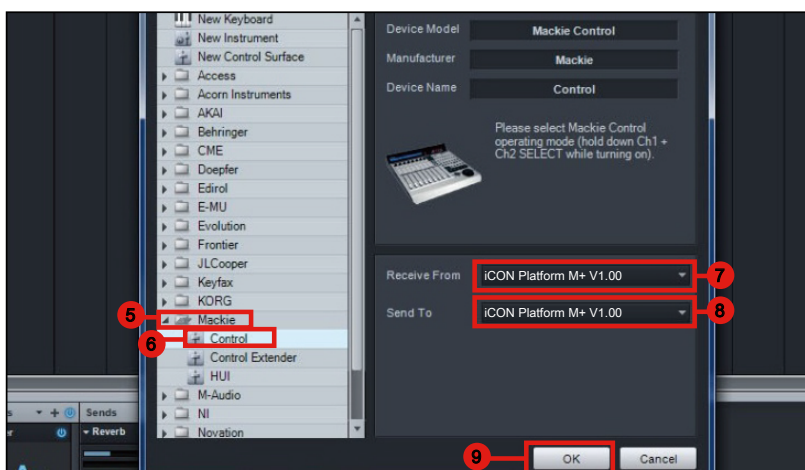 New Keyboard
New Instrument
New Control Surface
Access
Acorn Instruments
AKAI
Behringer
CME
Doepfer
Edirol
E-MU
Evolution
Frontier
JLCooper
Keyfax
KORG
5
Mackie
6
Control
Control Extender
HUI
M-Audio
NI
Novation
Device Model
Mackie Control
Manufacturer
Mackie
Device Name
Control
Please select Mackie Control
operating mode (hold down Ch1 +
Ch2 SELECT while turning on).
Receive From
iCON Platform M+ V1.00
7
Send To
iCON Platform M+ V1.00
8
9
OK
Cancel
Sends
Reverb